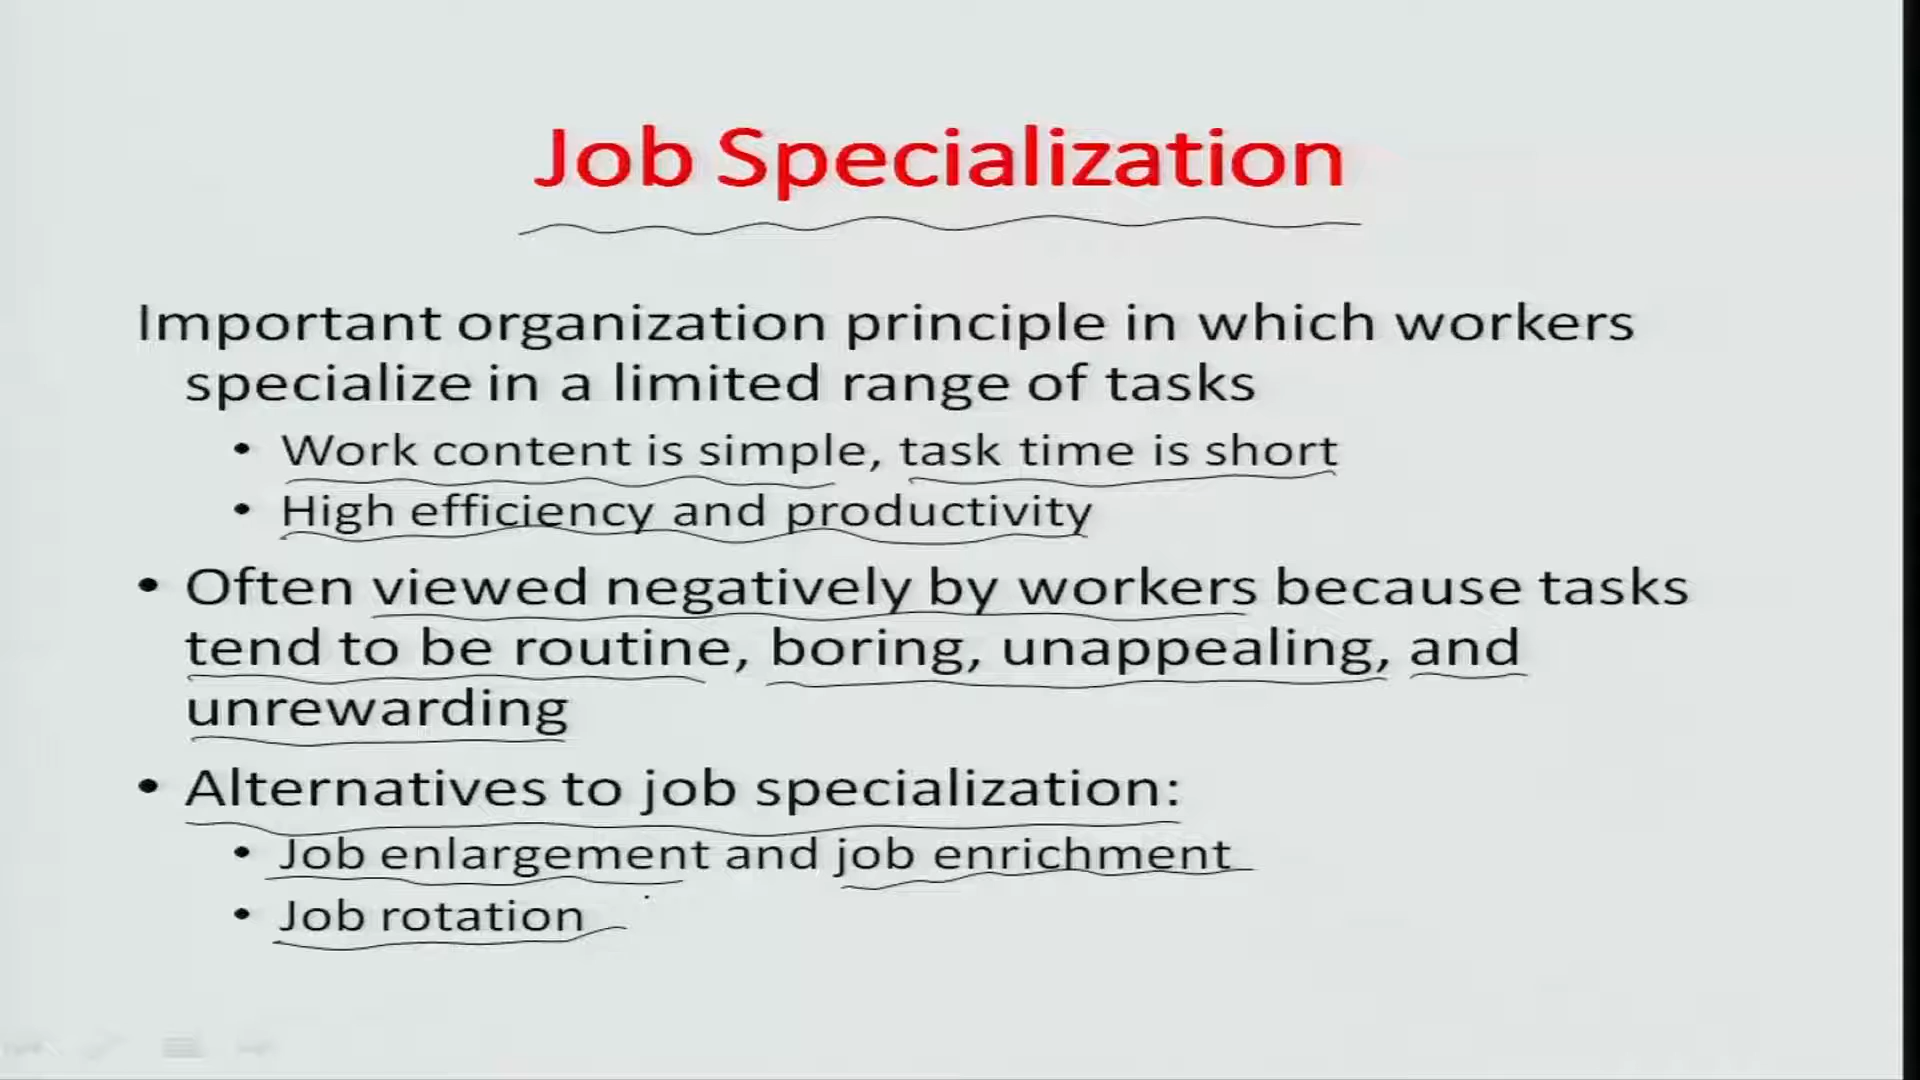 Job Specialization
Important organization principle in which workers
specialize in a limited range of tasks
• Work content is simple, task time is short
• High efficiency and productivity
• Often viewed negatively by workers because tasks
tend to be routine, boring, unappealing, and
unrewarding
• Alternatives to job specialization:
• Job enlargement and job enrichment
• Job rotation